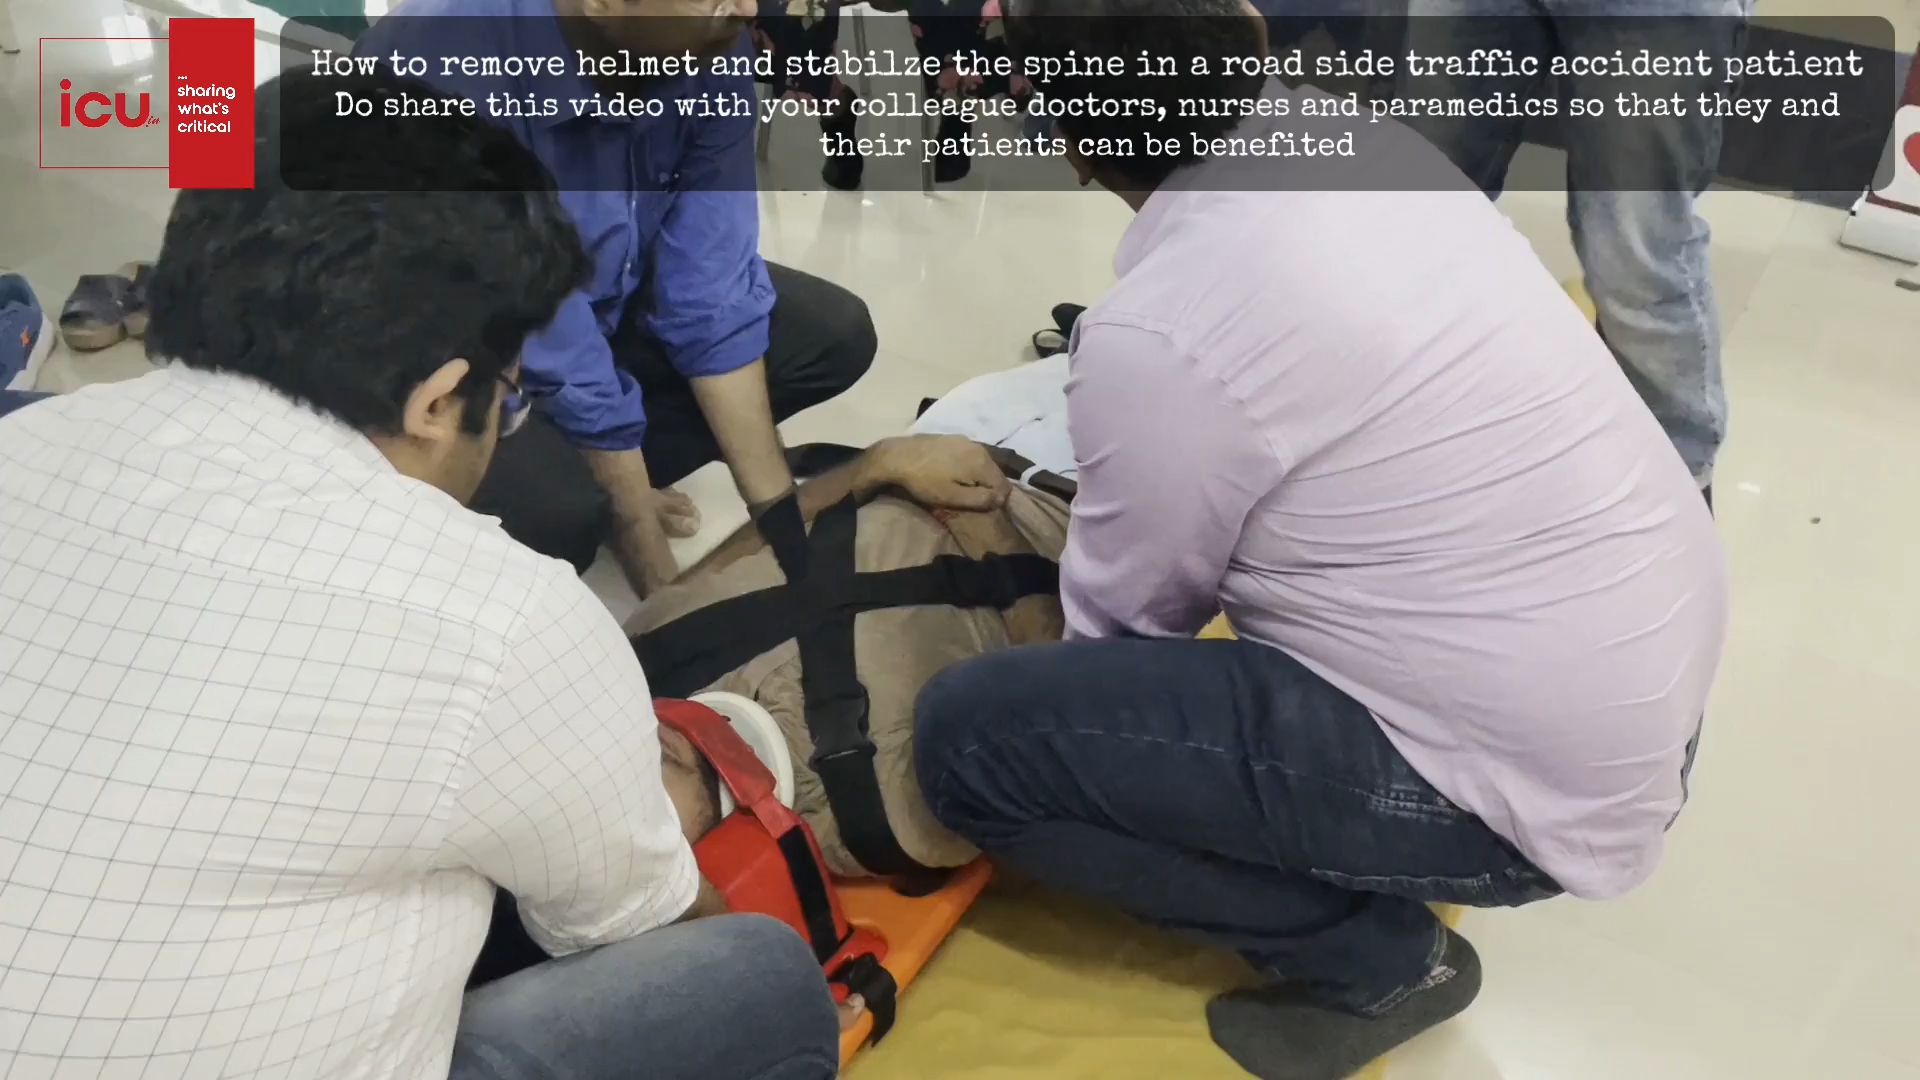 icu.in
...
sharing
what's
critical
How to remove helmet and stabilze the spine in a road side traffic accident patient
Do share this video with your colleague doctors, nurses and paramedics so that they and
their patients can be benefited